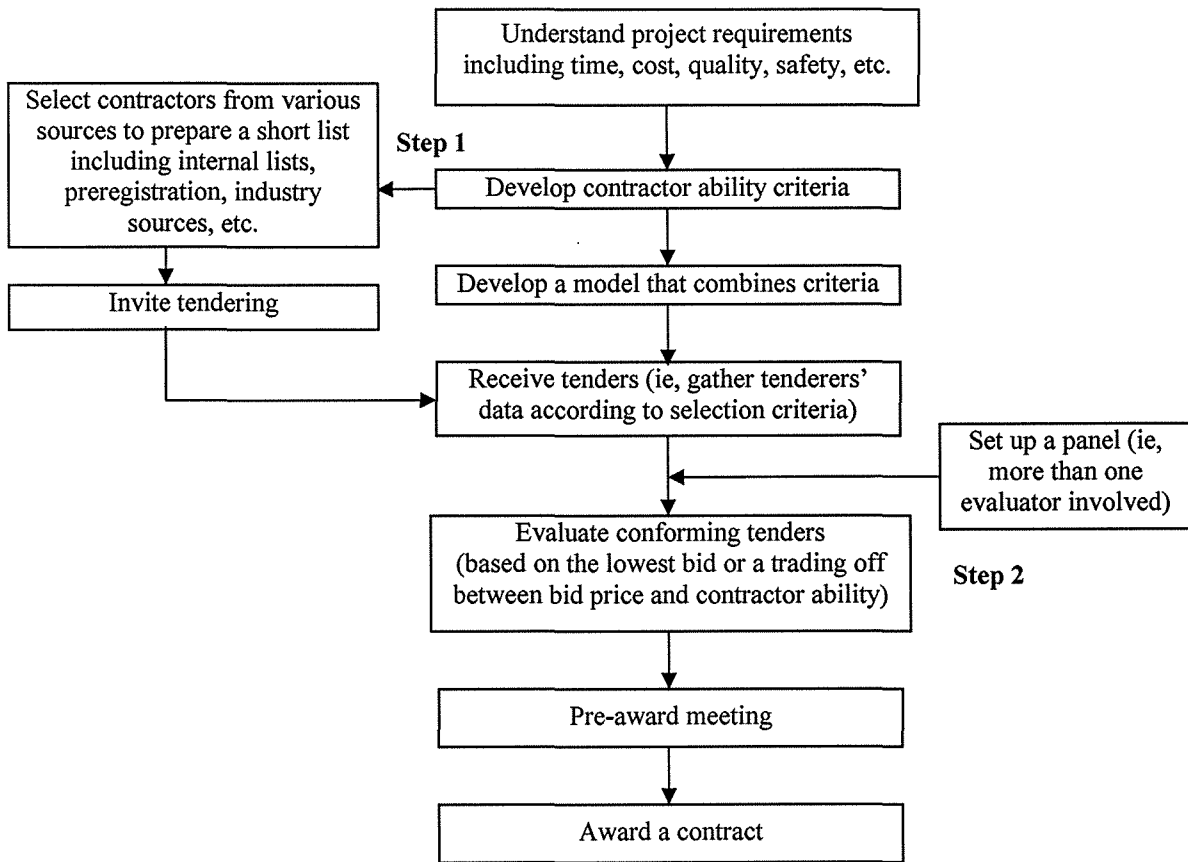 Understand project requirements
including time, cost, quality, safety, etc.
Select contractors from various
sources to prepare a short list
including internal lists,
preregistration, industry
sources, etc.
Step 1
Develop contractor ability criteria
Develop a model that combines criteria
Invite tendering
Receive tenders (ie, gather tenderers’
data according to selection criteria)
Set up a panel (ie,
more than one
evaluator involved)
Evaluate conforming tenders
(based on the lowest bid or a trading off
between bid price and contractor ability)
Step 2
Pre-award meeting
Award a contract